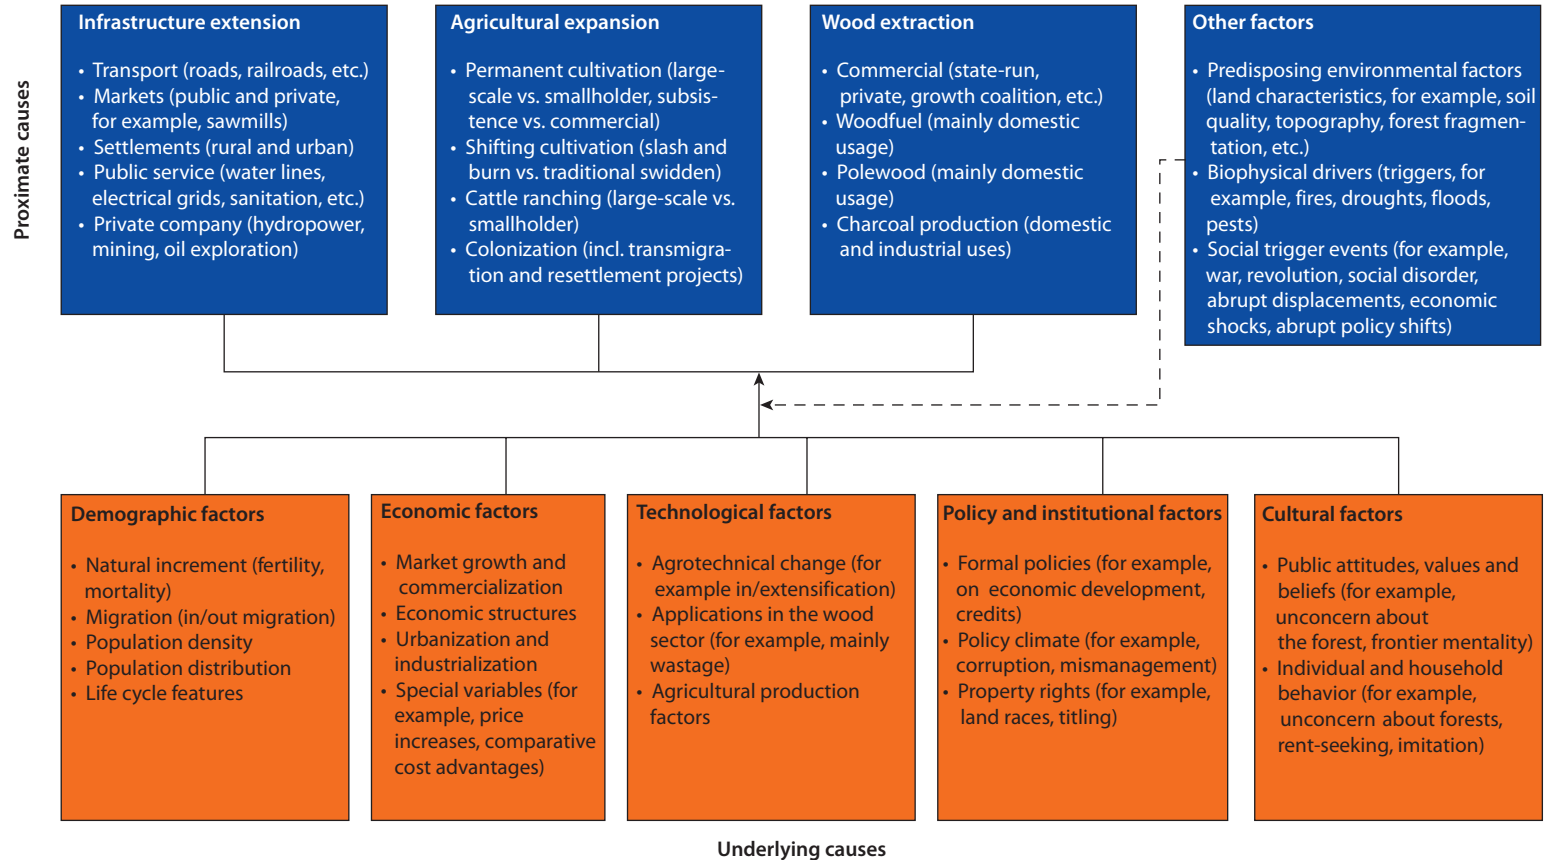 Proximate causes
Infrastructure extension
• Transport (roads, railroads, etc.)
• Markets (public and private,
for example, sawmills)
• Settlements (rural and urban)
• Public service (water lines,
electrical grids, sanitation, etc.)
• Private company (hydropower,
mining, oil exploration)
Agricultural expansion
• Permanent cultivation (large-
scale vs. smallholder, subsis-
tence vs. commercial)
• Shifting cultivation (slash and
burn vs. traditional swidden)
• Cattle ranching (large-scale vs.
smallholder)
• Colonization (incl. transmigra-
tion and resettlement projects)
Wood extraction
• Commercial (state-run,
private, growth coalition, etc.)
• Woodfuel (mainly domestic
usage)
• Polewood (mainly domestic
usage)
• Charcoal production (domestic
and industrial uses)
Other factors
• Predisposing environmental factors
(land characteristics, for example, soil
quality, topography, forest fragmen-
tation, etc.)
• Biophysical drivers (triggers, for
example, fires, droughts, floods,
pests)
• Social trigger events (for example,
war, revolution, social disorder,
abrupt displacements, economic
shocks, abrupt policy shifts)
Demographic factors
• Natural increment (fertility,
mortality)
• Migration (in/out migration)
• Population density
• Population distribution
• Life cycle features
Economic factors
• Market growth and
commercialization
• Economic structures
• Urbanization and
industrialization
• Special variables (for
example, price
increases, comparative
cost advantages)
Technological factors
• Agrotechnical change (for
example in/extensification)
• Applications in the wood
sector (for example, mainly
wastage)
• Agricultural production
factors
Policy and institutional factors
• Formal policies (for example,
on economic development,
credits)
• Policy climate (for example,
corruption, mismanagement)
• Property rights (for example,
land races, titling)
Cultural factors
• Public attitudes, values and
beliefs (for example,
unconcern about
the forest, frontier mentality)
• Individual and household
behavior (for example,
unconcern about forests,
rent-seeking, imitation)
Underlying causes